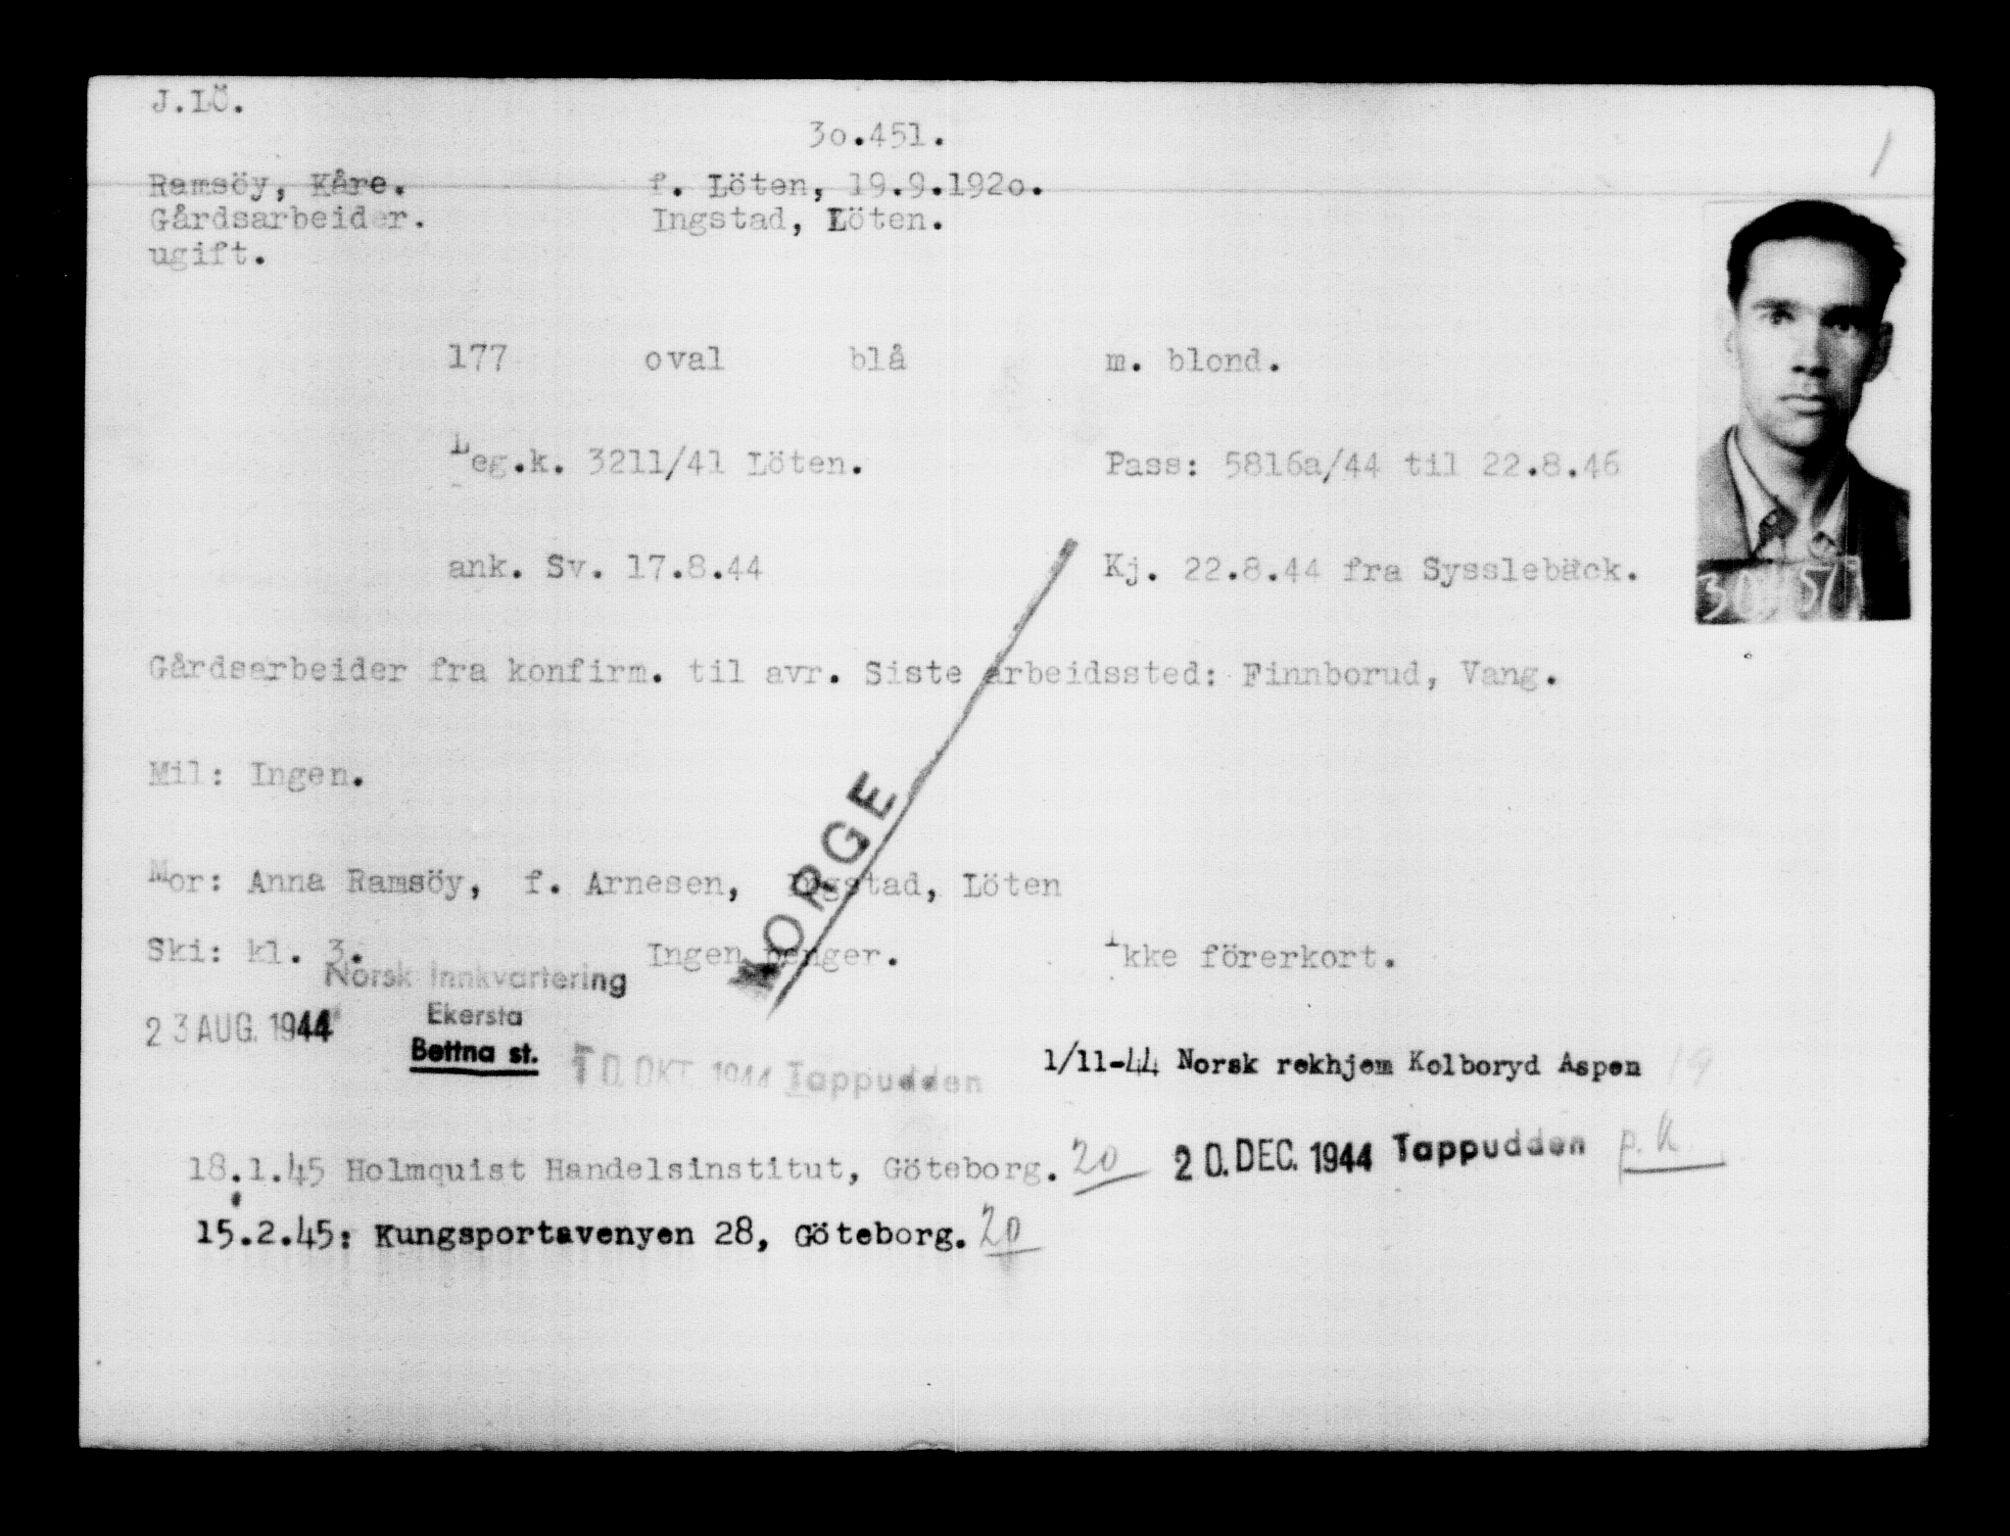 J.LÖ.
3o.451.
Ramsöy, Kåre. f. Löten, 19.9.192o.
Gårdsarbeider. Ingstad, Löten.
ugift.
177 oval blå m. blond.
Leg.k. 3211/41 Löten. Pass: 5816a/44 til 22.8.46
ank. Sv. 17.8.44 Kj. 22.8.44 fra Sysslebäck.
Gårdsarbeider fra konfirm. til avr. Siste arbeidssted: Finnborud, Vang.
Mil: Ingen.
NORGE
Mor: Anna Ramsöy, f. Arnesen, Ingstad, Löten
Ski: kl. 3. Ingen penger. Ikke förerkort.
Norsk Innkvartering
23 AUG. 1944 Ekersta
Bettna st. 10. OKT 1944 Tappudden 1/11-44 Norsk rekhjem Kolboryd Aspen 19
18.1.45 Holmquist Handelsinstitut, Göteborg. 20 20. DEC. 1944 Tappudden p.k.
15.2.45: Kungsportavenyen 28, Göteborg. 20